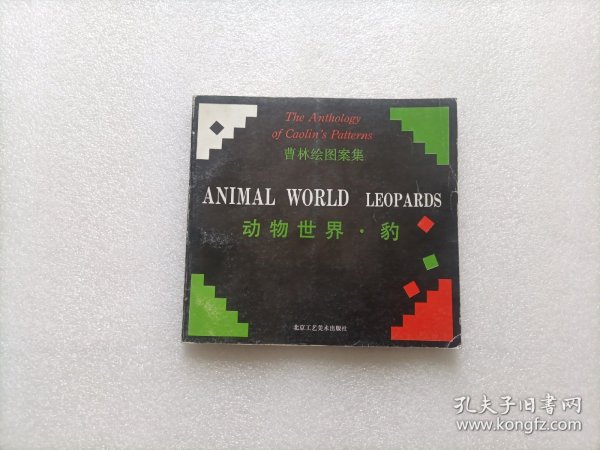 The Anthology
of Caolin's Patterns
曹林绘图案集
ANIMAL WORLD LEOPARDS
动物世界·豹
北京工艺美术出版社
孔夫子旧书网
www.kongfz.com